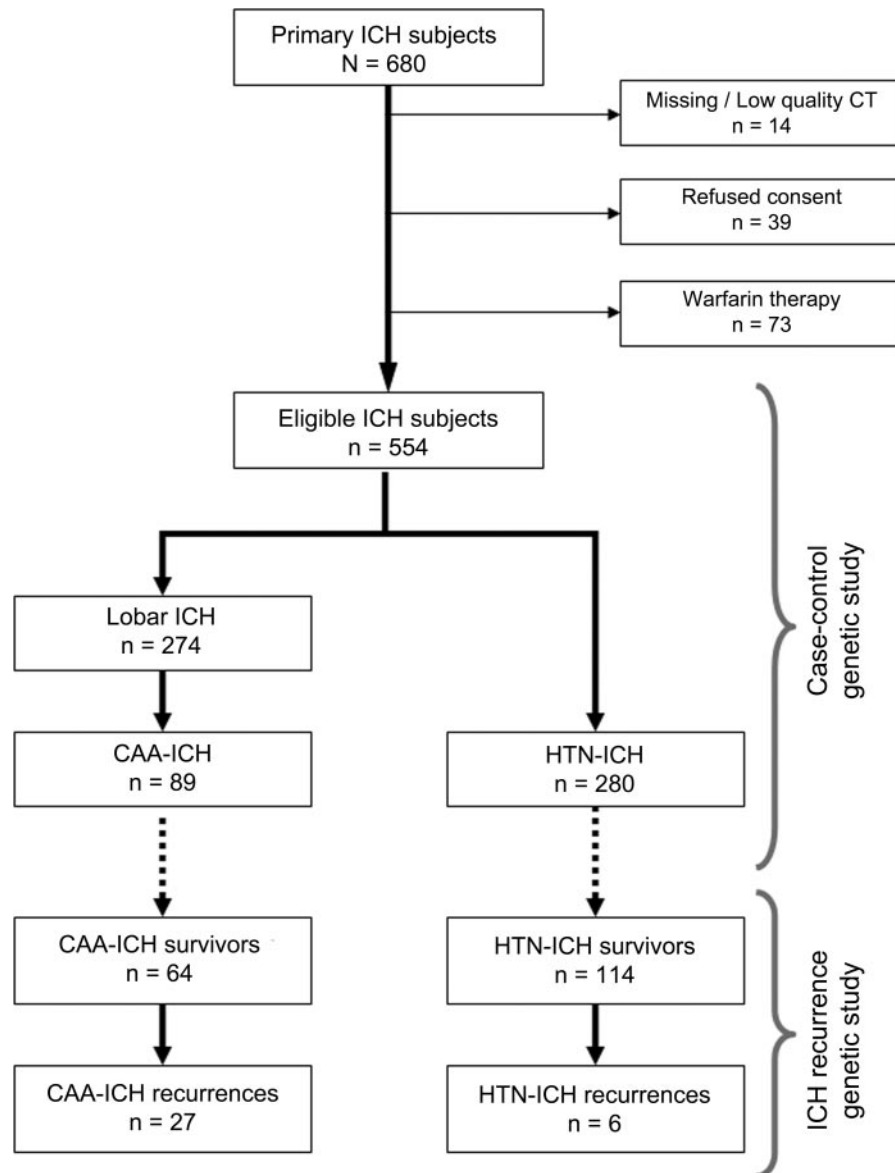 Primary ICH subjects
N = 680
Missing / Low quality CT
n = 14
Refused consent
n = 39
Warfarin therapy
n = 73
Eligible ICH subjects
n = 554
Lobar ICH
n = 274
CAA-ICH
n = 89
HTN-ICH
n = 280
Case-control
genetic study
CAA-ICH survivors
n = 64
HTN-ICH survivors
n = 114
CAA-ICH recurrences
n = 27
HTN-ICH recurrences
n = 6
ICH recurrence
genetic study